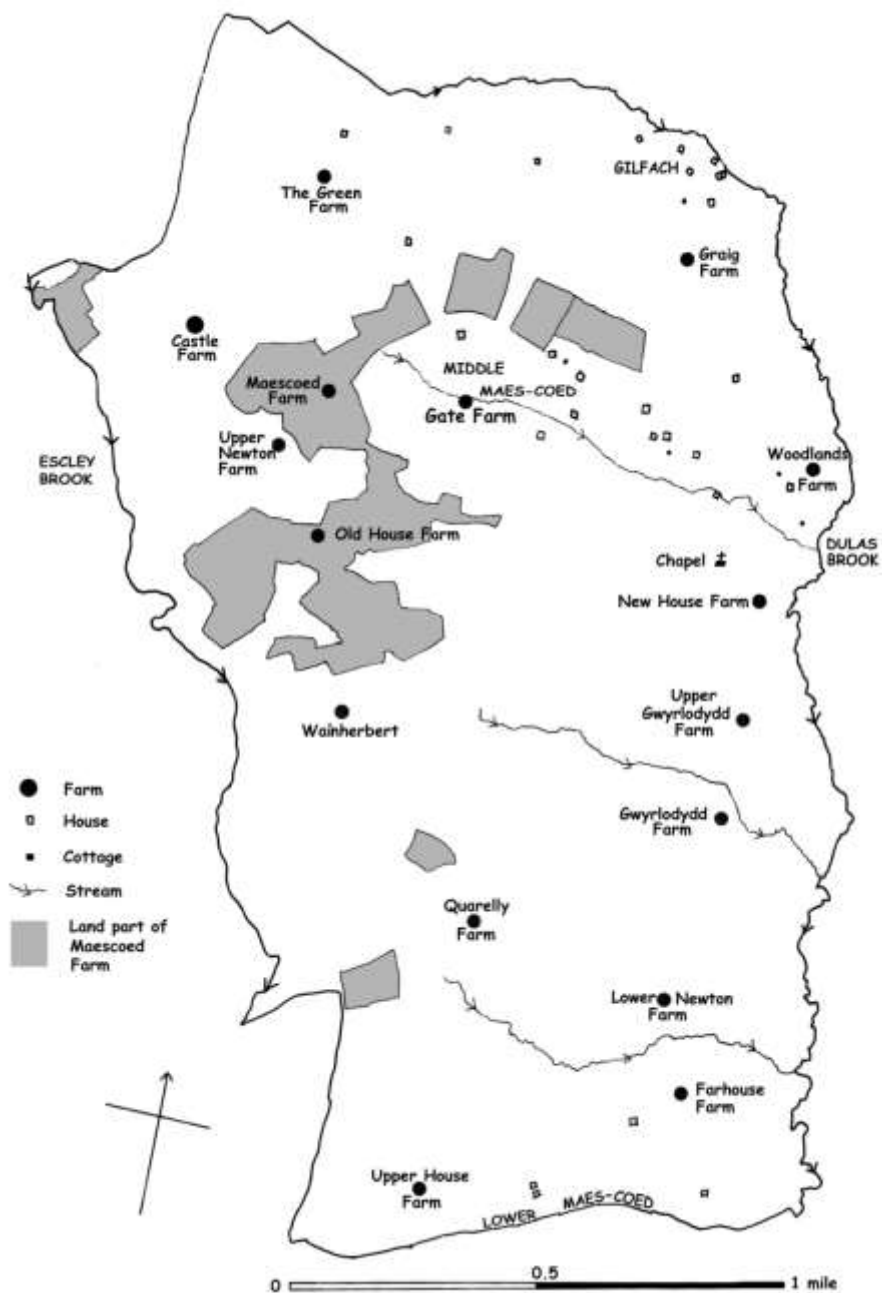 GILFACH
The Green
Farm
Graig
Farm
Castle
Farm
MIDDLE
MAES-COED
Maescoed
Farm
Gate Farm
Upper
Newton
Farm
ESCLEY
BROOK
Woodlands
Farm
Old House Farm
DULAS
BROOK
Chapel
New House Farm
Upper
Gwyrlodydd
Farm
Wainherbert
Farm
House
Cottage
Stream
Land part of
Maescoed
Farm
Gwyrlodydd
Farm
Quarelly
Farm
Lower Newton
Farm
Farhouse
Farm
Upper House
Farm
LOWER
MAES-COED
0
0.5
1 mile